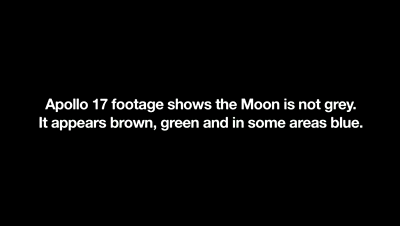 Apollo 17 footage shows the Moon is not grey.
It appears brown, green and in some areas blue.